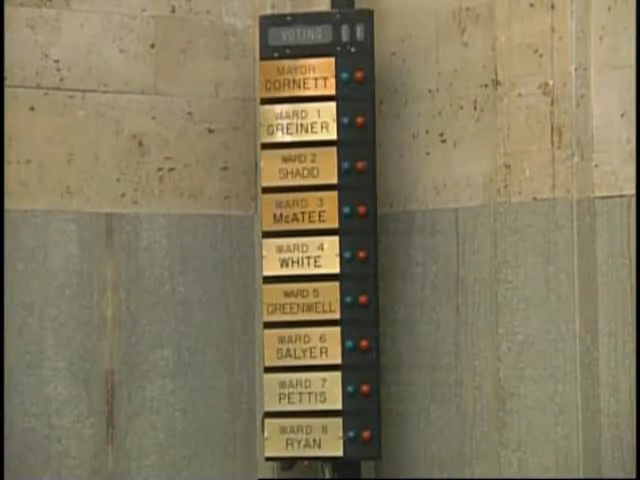 VOTING
MAYOR
CORNETT
WARD 1
GREINER
WARD 2
SHADID
WARD 3
McATEE
WARD 4
WHITE
WARD 5
GREENWELL
WARD 6
SALYER
WARD 7
PETTIS
WARD 8
RYAN